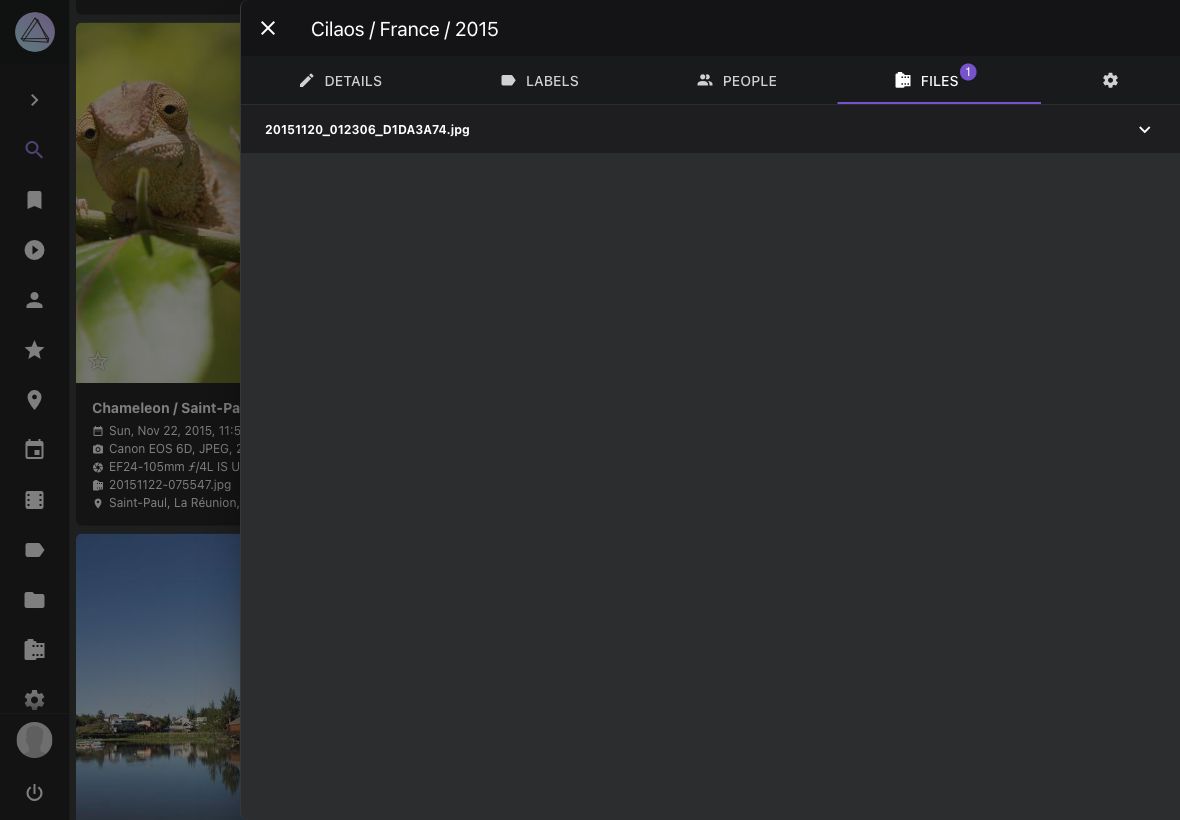 Cilaos / France / 2015
DETAILS
LABELS
PEOPLE
FILES
1
20151120_012306_D1DA3A74.jpg
Chameleon / Saint-Pa
Sun, Nov 22, 2015, 11:5
Canon EOS 6D, JPEG, 2
EF24-105mm ƒ/4L IS U
20151122-075547.jpg
Saint-Paul, La Réunion,